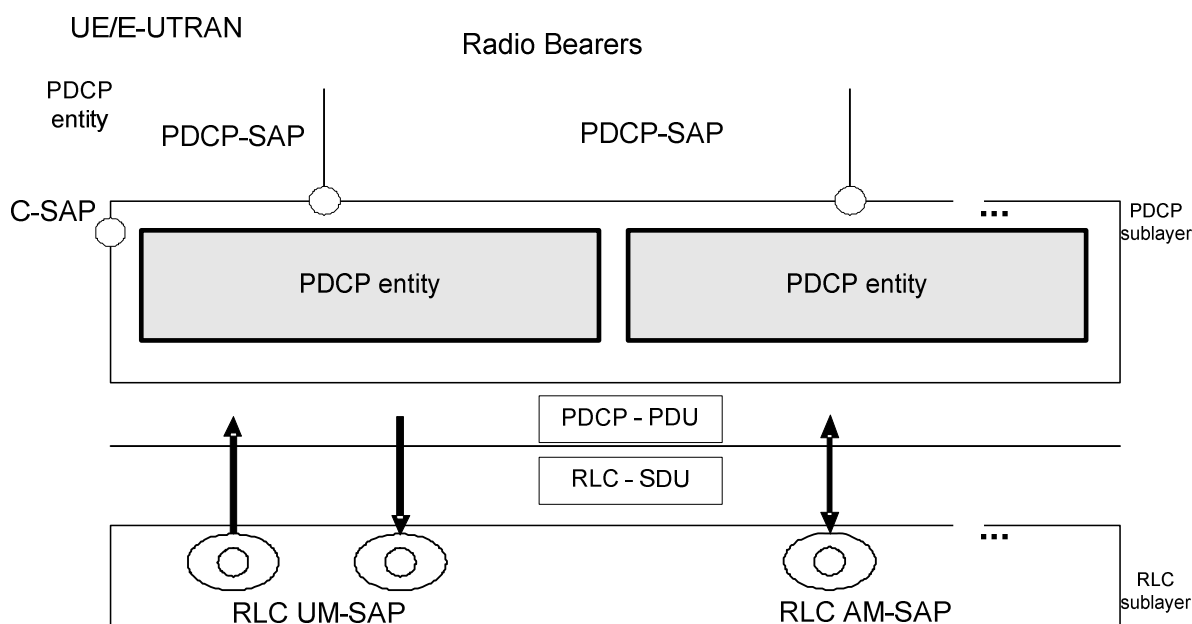 UE/E-UTRAN
Radio Bearers
PDCP
entity
PDCP-SAP
PDCP-SAP
C-SAP
...
PDCP
sublayer
PDCP entity
PDCP entity
PDCP - PDU
RLC - SDU
...
RLC UM-SAP
RLC AM-SAP
RLC
sublayer